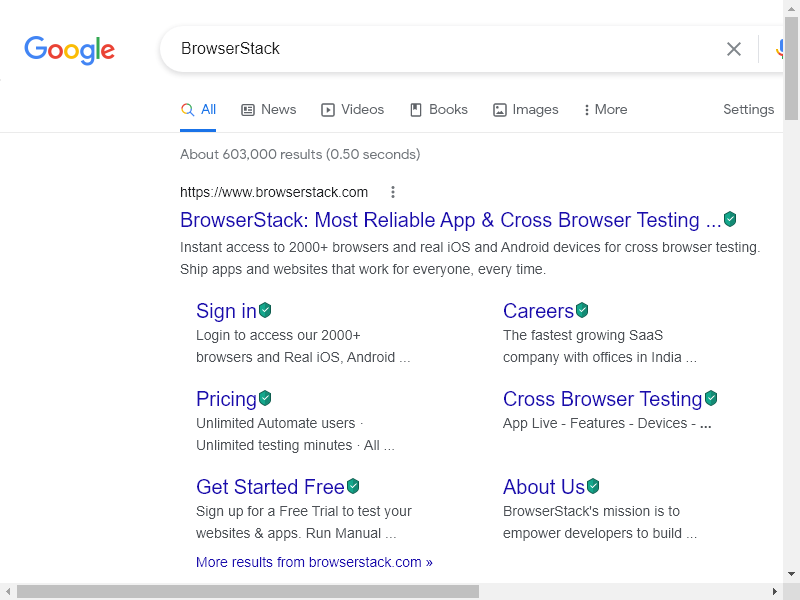 Google
BrowserStack
All
News
Videos
Books
Images
More
Settings
About 603,000 results (0.50 seconds)
https://www.browserstack.com
BrowserStack: Most Reliable App & Cross Browser Testing ...
Instant access to 2000+ browsers and real iOS and Android devices for cross browser testing.
Ship apps and websites that work for everyone, every time.
Sign in
Login to access our 2000+
browsers and Real iOS, Android ...
Careers
The fastest growing SaaS
company with offices in India ...
Pricing
Unlimited Automate users ·
Unlimited testing minutes · All ...
Cross Browser Testing
App Live - Features - Devices - ...
Get Started Free
Sign up for a Free Trial to test your
websites & apps. Run Manual ...
About Us
BrowserStack's mission is to
empower developers to build ...
More results from browserstack.com »